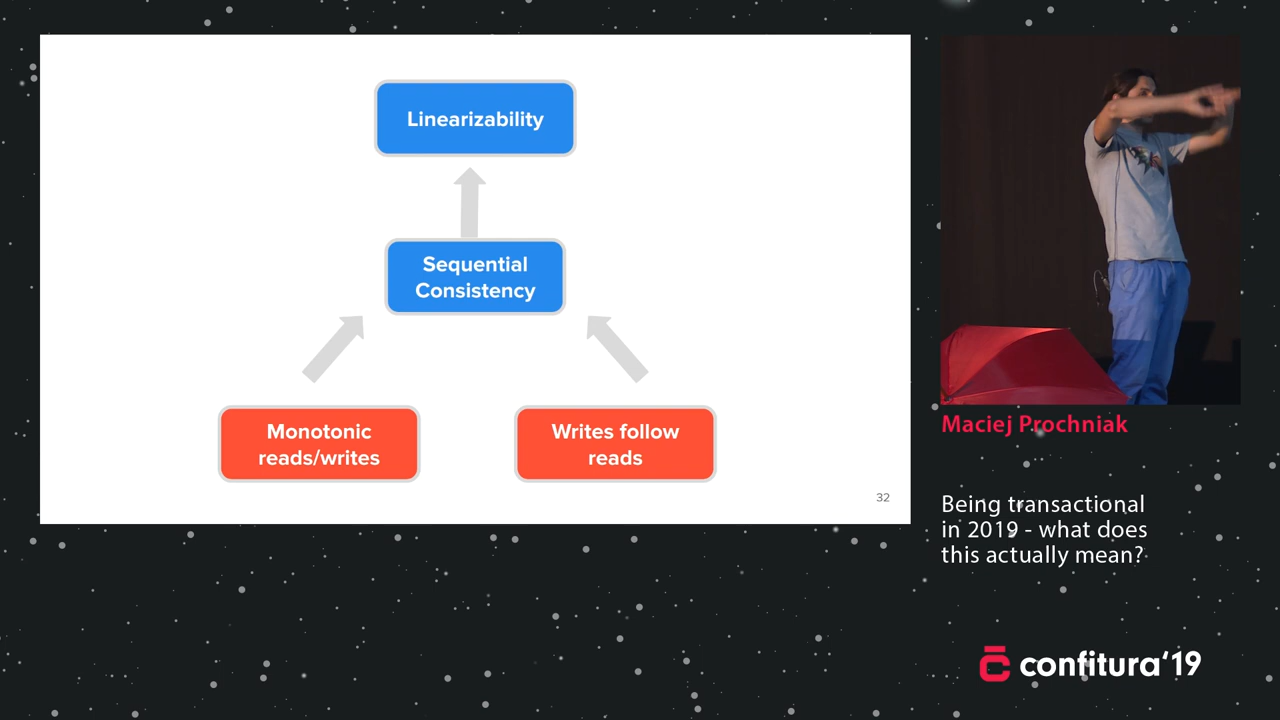 Linearizability
Sequential
Consistency
Monotonic
reads/writes
Writes follow
reads
32
Maciej Prochniak
Being transactional
in 2019 - what does
this actually mean?
confitura‘19